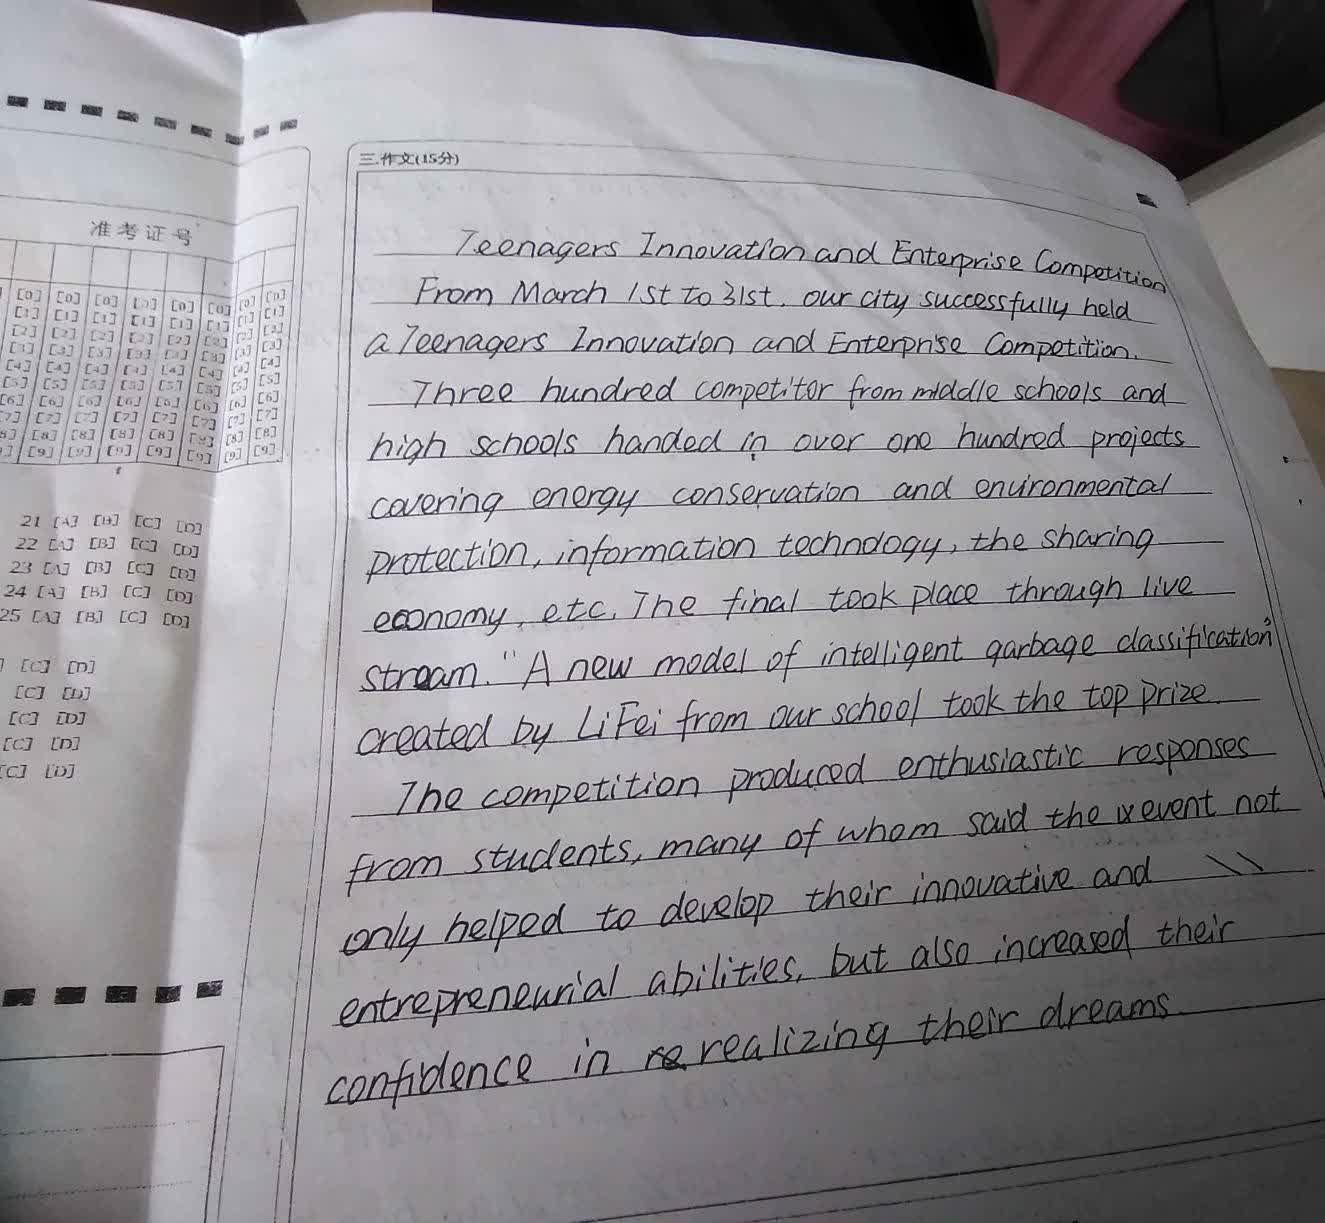 三.作文(15分)
准考证号
[0] [0] [0] [0] [0] [0] [0] [0]
[1] [1] [1] [1] [1] [1] [1] [1]
[2] [2] [2] [2] [2] [2] [2] [2]
[3] [3] [3] [3] [3] [3] [3] [3]
[4] [4] [4] [4] [4] [4] [4] [4]
[5] [5] [5] [5] [5] [5] [5] [5]
[6] [6] [6] [6] [6] [6] [6] [6]
[7] [7] [7] [7] [7] [7] [7] [7]
[8] [8] [8] [8] [8] [8] [8] [8]
[9] [9] [9] [9] [9] [9] [9] [9]
21 [A] [B] [C] [D]
22 [A] [B] [C] [D]
23 [A] [B] [C] [D]
24 [A] [B] [C] [D]
25 [A] [B] [C] [D]
[C] [D]
[C] [D]
[C] [D]
[C] [D]
[C] [D]
Teenagers Innovation and Enterprise Competition
From March 1st to 31st, our city successfully held
a Teenagers Innovation and Enterprise Competition.
Three hundred competitor from middle schools and
high schools handed in over one hundred projects
covering energy conservation and environmental
protection, information technology, the sharing
economy, etc. The final took place through live
stream. "A new model of intelligent garbage classification"
created by LiFei from our school took the top prize.
The competition produced enthusiastic responses
from students, many of whom said the event not
only helped to develop their innovative and
entrepreneurial abilities, but also increased their
confidence in re realizing their dreams.